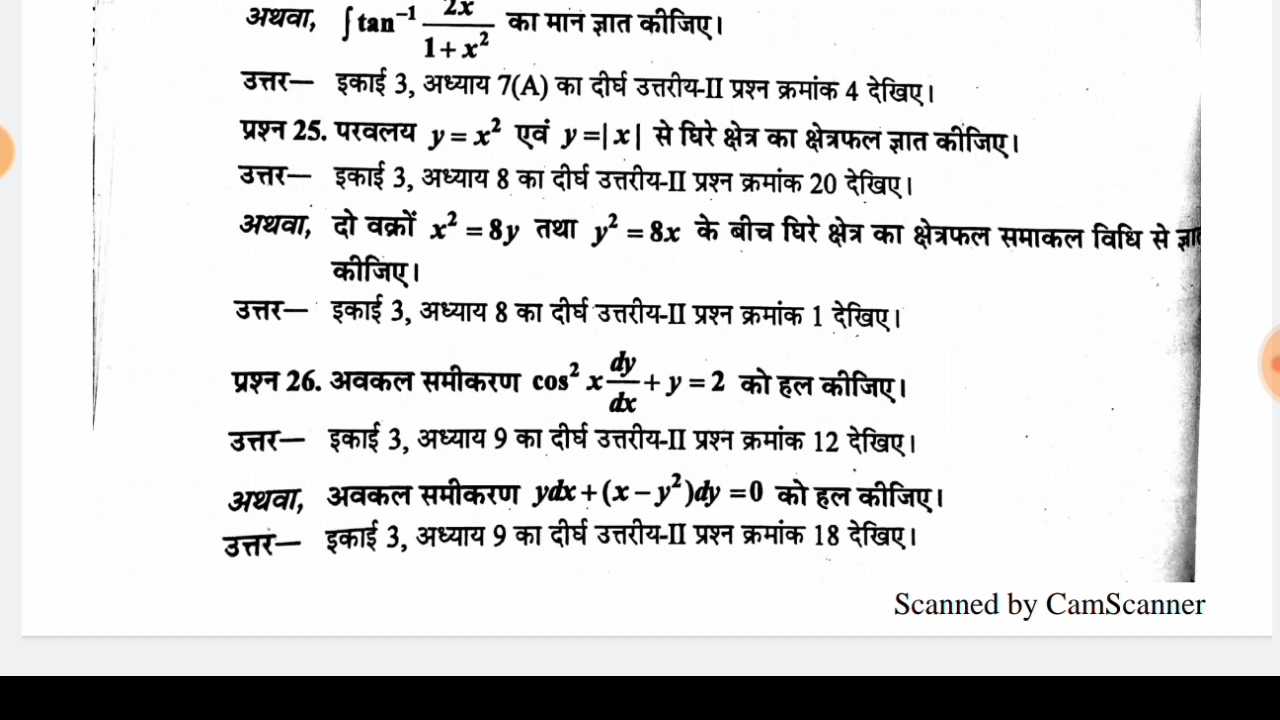 अथवा, ∫tan⁻¹ 2x/1+x² का मान ज्ञात कीजिए।
उत्तर— इकाई 3, अध्याय 7(A) का दीर्घ उत्तरीय-II प्रश्न क्रमांक 4 देखिए।
प्रश्न 25. परवलय y = x² एवं y =| x | से घिरे क्षेत्र का क्षेत्रफल ज्ञात कीजिए।
उत्तर— इकाई 3, अध्याय 8 का दीर्घ उत्तरीय-II प्रश्न क्रमांक 20 देखिए।
अथवा, दो वक्रों x² = 8y तथा y² = 8x के बीच घिरे क्षेत्र का क्षेत्रफल समाकल विधि से
कीजिए।
उत्तर— इकाई 3, अध्याय 8 का दीर्घ उत्तरीय-II प्रश्न क्रमांक 1 देखिए।
प्रश्न 26. अवकल समीकरण cos² x dy/dx + y = 2 को हल कीजिए।
उत्तर— इकाई 3, अध्याय 9 का दीर्घ उत्तरीय-II प्रश्न क्रमांक 12 देखिए।
अथवा, अवकल समीकरण ydx + (x – y²)dy = 0 को हल कीजिए।
उत्तर— इकाई 3, अध्याय 9 का दीर्घ उत्तरीय-II प्रश्न क्रमांक 18 देखिए।
Scanned by CamScanner